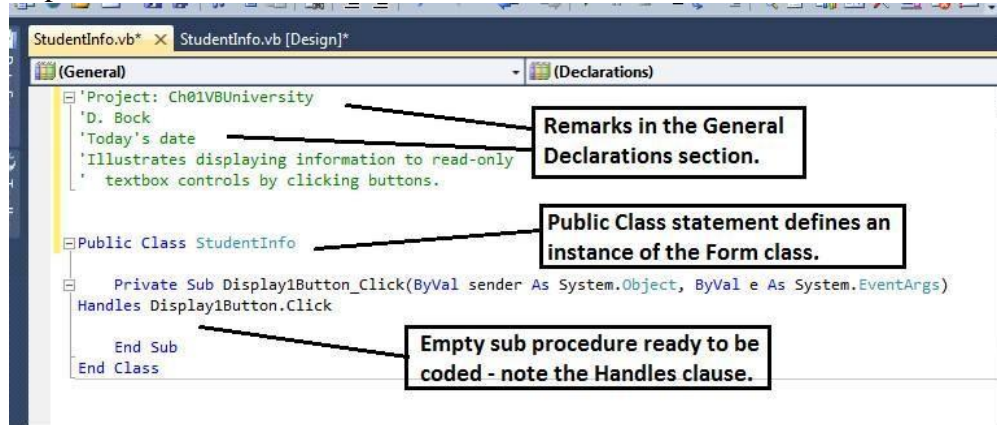 StudentInfo.vb* × StudentInfo.vb [Design]*
(General) (Declarations)
'Project: Ch01VBUniversity
'D. Bock
'Today's date
'Illustrates displaying information to read-only
' textbox controls by clicking buttons.
Remarks in the General
Declarations section.
Public Class statement defines an
instance of the Form class.
Public Class StudentInfo
Private Sub Display1Button_Click(ByVal sender As System.Object, ByVal e As System.EventArgs)
Handles Display1Button.Click
End Sub
End Class
Empty sub procedure ready to be
coded - note the Handles clause.